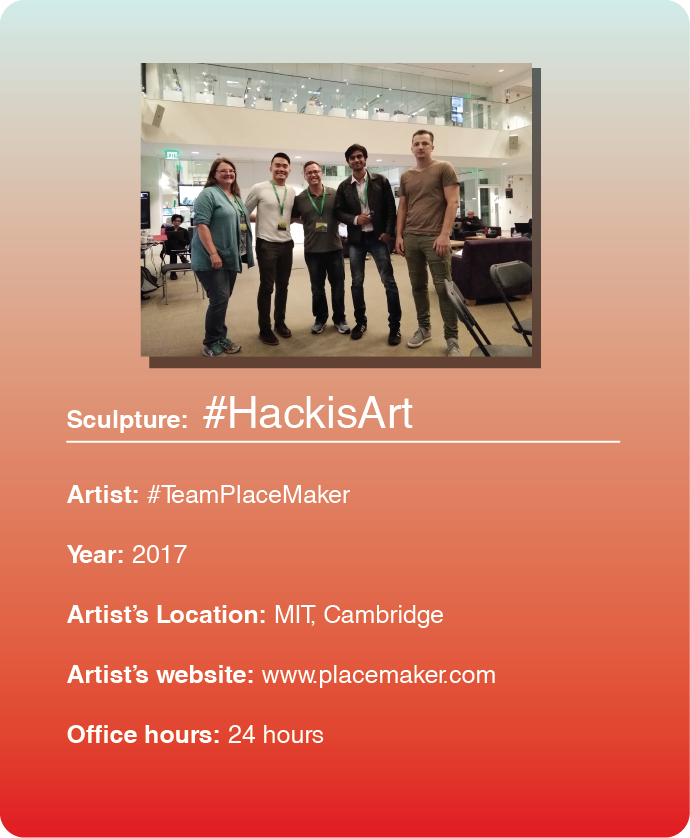 EXIT
Sculpture: #HackisArt
Artist: #TeamPlaceMaker
Year: 2017
Artist’s Location: MIT, Cambridge
Artist’s website: www.placemaker.com
Office hours: 24 hours